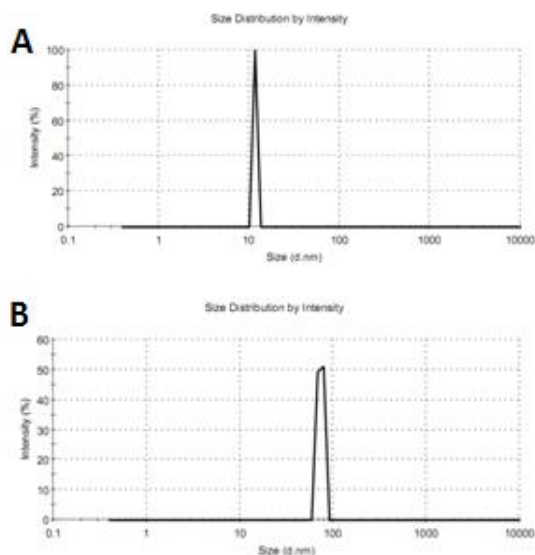 A
Size Distribution by Intensity
Intensity (%)
100
80
60
40
20
0
0.1 1 10 100 1000 10000
Size (d.nm)
B
Size Distribution by Intensity
Intensity (%)
60
50
40
30
20
10
0
0.1 1 10 100 1000 10000
Size (d.nm)